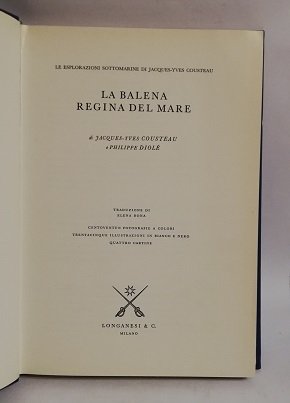 LE ESPLORAZIONI SOTTOMARINE DI JACQUES-YVES COUSTEAU
LA BALENA
REGINA DEL MARE
di JACQUES-YVES COUSTEAU
e PHILIPPE DIOLÉ
TRADUZIONE DI
ELENA BONA
CENTOVENTUN FOTOGRAFIE A COLORI
TRENTACINQUE ILLUSTRAZIONI IN BIANCO E NERO
QUATTRO CARTINE
LONGANESI & C.
MILANO